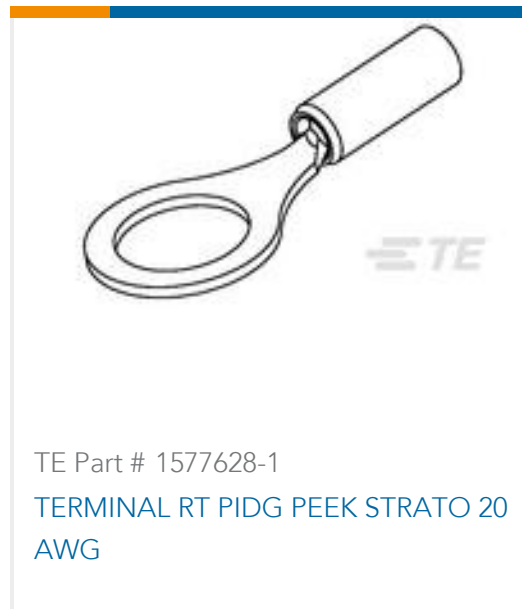 TE
TE Part # 1577628-1
TERMINAL RT PIDG PEEK STRATO 20
AWG